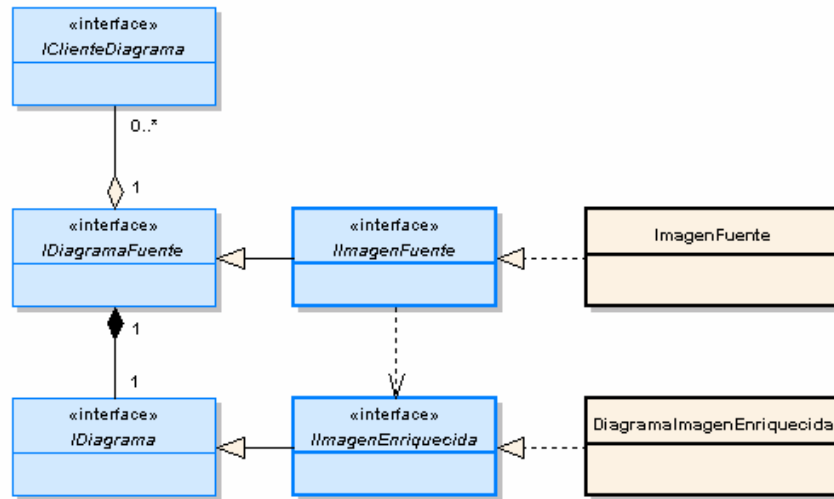 «interface»
IClienteDiagrama
0..*
1
«interface»
IDiagramaFuente
«interface»
IImagenFuente
ImagenFuente
1
1
«interface»
IDiagrama
«interface»
IImagenEnriquecida
DiagramaImagenEnriquecida